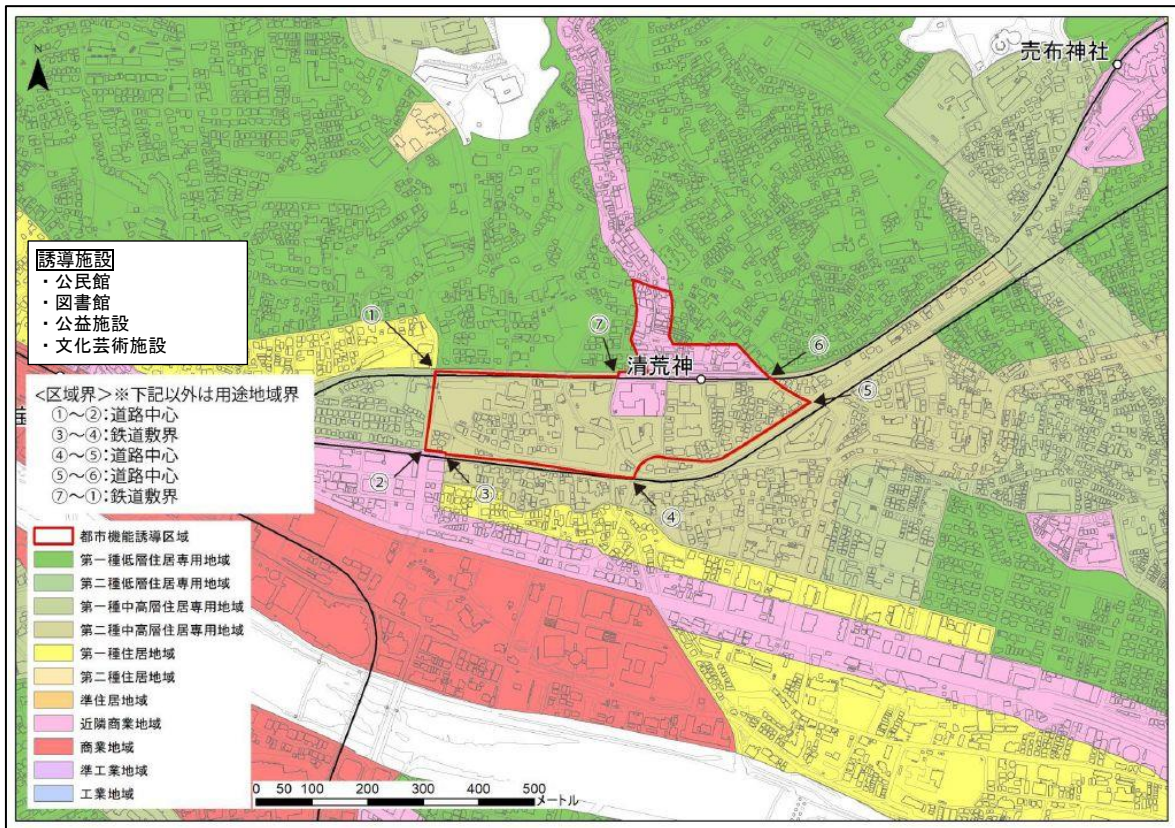 N
売布神社
誘導施設
・公民館
・図書館
・公益施設
・文化芸術施設
①
⑦
清荒神
⑥
⑤
<区域界>※下記以外は用途地域界
①～②:道路中心
③～④:鉄道敷界
④～⑤:道路中心
⑤～⑥:道路中心
⑦～①:鉄道敷界
②
③
④
都市機能誘導区域
第一種低層住居専用地域
第二種低層住居専用地域
第一種中高層住居専用地域
第二種中高層住居専用地域
第一種住居地域
第二種住居地域
準住居地域
近隣商業地域
商業地域
準工業地域
工業地域
0 50 100 200 300 400 500
メートル